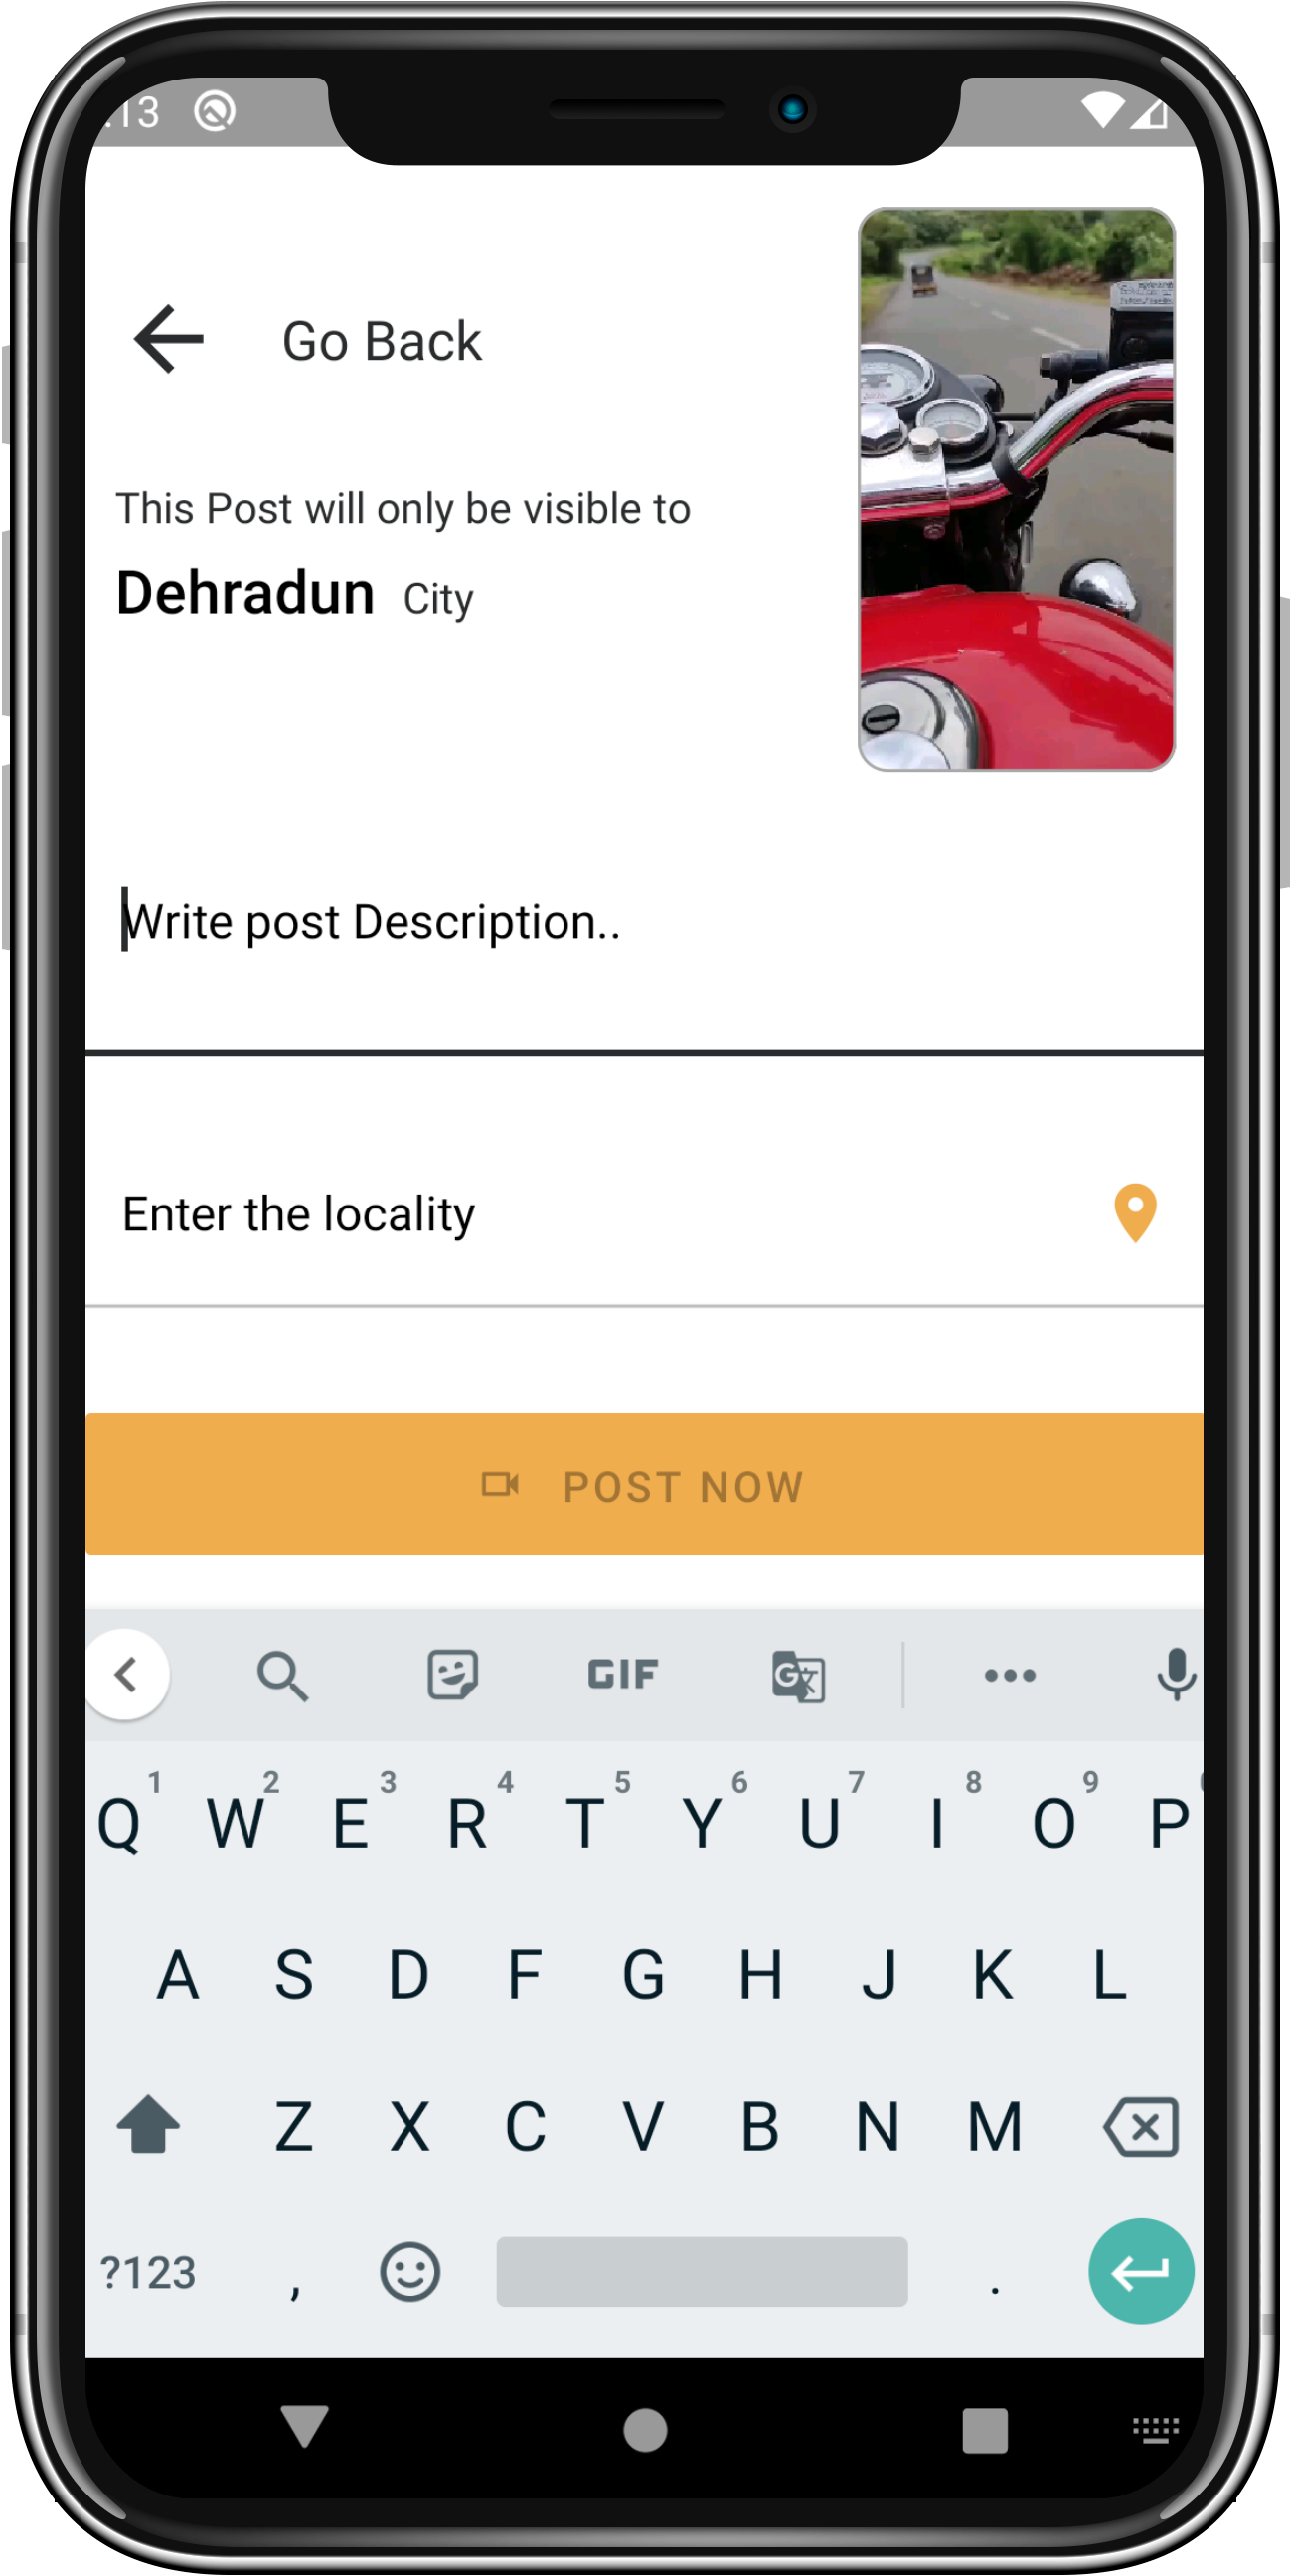 :13
Go Back
This Post will only be visible to
Dehradun City
Write post Description..
Enter the locality
POST NOW
GIF
G
1 2 3 4 5 6 7 8 9
Q W E R T Y U I O P
A S D F G H J K L
Z X C V B N M
?123 , .